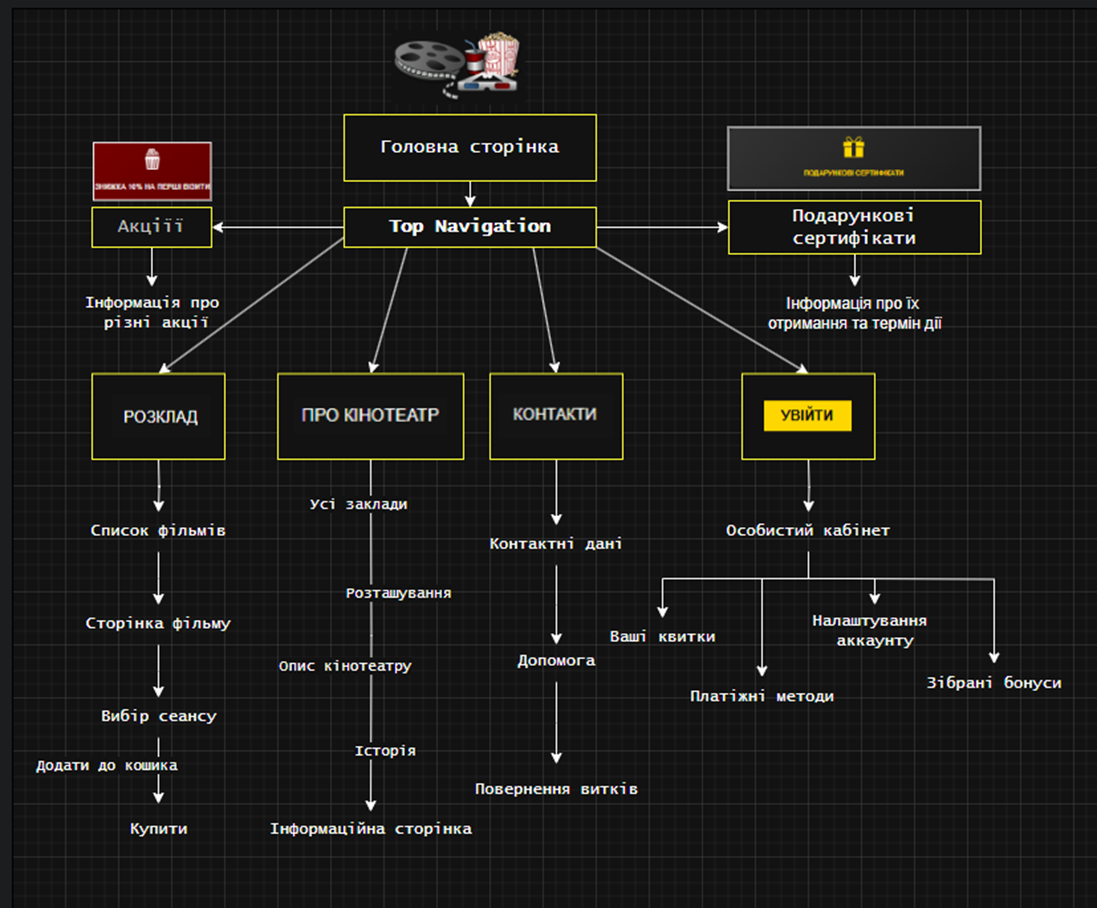 Головна сторінка
ЗНИЖКА 10% НА ПЕРШІ ВІЗИТИ
ПОДАРУНКОВІ СЕРТИФІКАТИ
Акціїї
Top Navigation
Подарункові
сертифікати
Інформація про
різні акції
Інформація про їх
отримання та термін дії
РОЗКЛАД
ПРО КІНОТЕАТР
КОНТАКТИ
УВІЙТИ
Список фільмів
Сторінка фільму
Вибір сеансу
Додати до кошика
Купити
Усі заклади
Розташування
Опис кінотеатру
Історія
Інформаційна сторінка
Контактні дані
Допомога
Повернення витків
Особистий кабінет
Ваші квитки
Платіжні методи
Налаштування
аккаунту
Зібрані бонуси